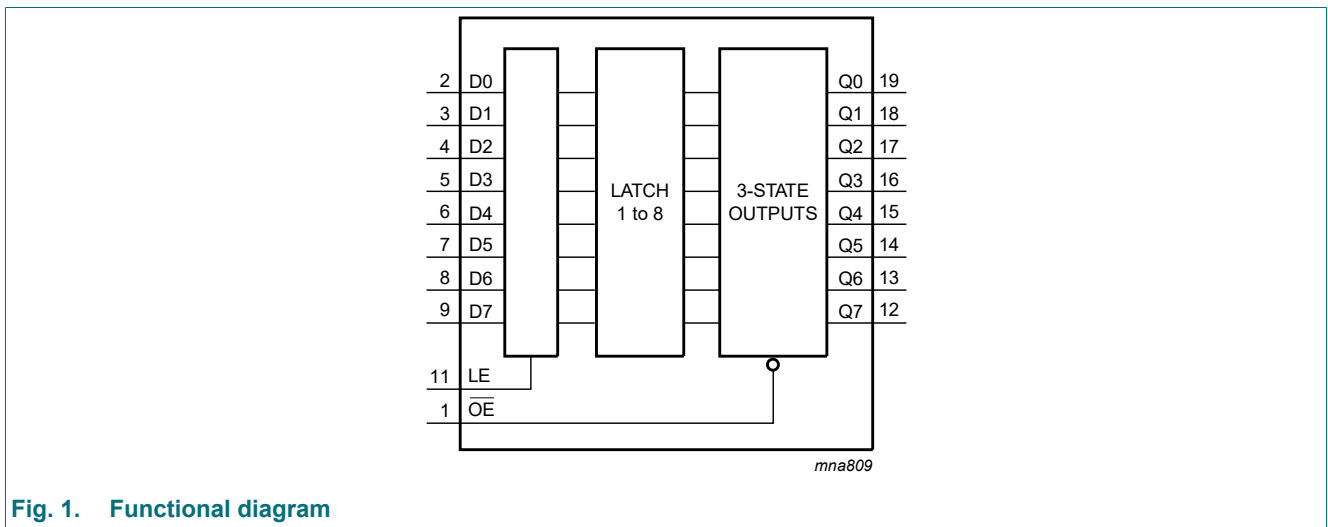 2 D0 Q0 19
3 D1 Q1 18
4 D2 Q2 17
5 D3 Q3 16
LATCH 3-STATE
1 to 8 OUTPUTS
6 D4 Q4 15
7 D5 Q5 14
8 D6 Q6 13
9 D7 Q7 12
11 LE
1 O̅E̅
mna809
Fig. 1. Functional diagram